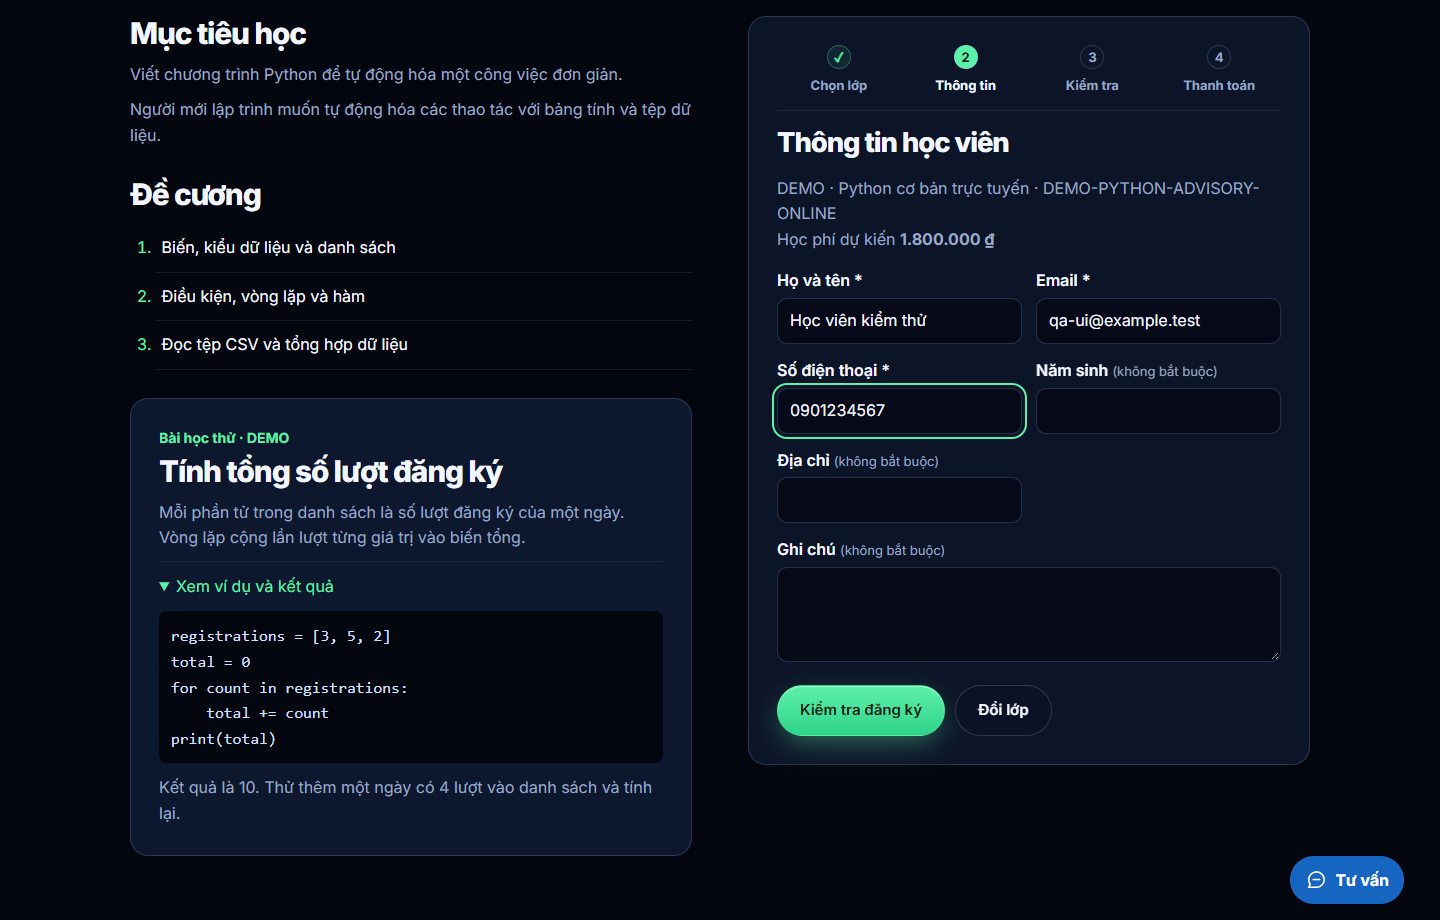 Mục tiêu học
Viết chương trình Python để tự động hóa một công việc đơn giản.
Người mới lập trình muốn tự động hóa các thao tác với bảng tính và tệp dữ
liệu.
Đề cương
1. Biến, kiểu dữ liệu và danh sách
2. Điều kiện, vòng lặp và hàm
3. Đọc tệp CSV và tổng hợp dữ liệu
Bài học thử · DEMO
Tính tổng số lượt đăng ký
Mỗi phần tử trong danh sách là số lượt đăng ký của một ngày.
Vòng lặp cộng lần lượt từng giá trị vào biến tổng.
▼ Xem ví dụ và kết quả
registrations = [3, 5, 2]
total = 0
for count in registrations:
    total += count
print(total)
Kết quả là 10. Thử thêm một ngày có 4 lượt vào danh sách và tính
lại.
✓ 2 3 4
Chọn lớp Thông tin Kiểm tra Thanh toán
Thông tin học viên
DEMO · Python cơ bản trực tuyến · DEMO-PYTHON-ADVISORY-
ONLINE
Học phí dự kiến 1.800.000 ₫
Họ và tên * Email *
Học viên kiểm thử qa-ui@example.test
Số điện thoại * Năm sinh (không bắt buộc)
0901234567
Địa chỉ (không bắt buộc)
Ghi chú (không bắt buộc)
Kiểm tra đăng ký Đổi lớp
Tư vấn